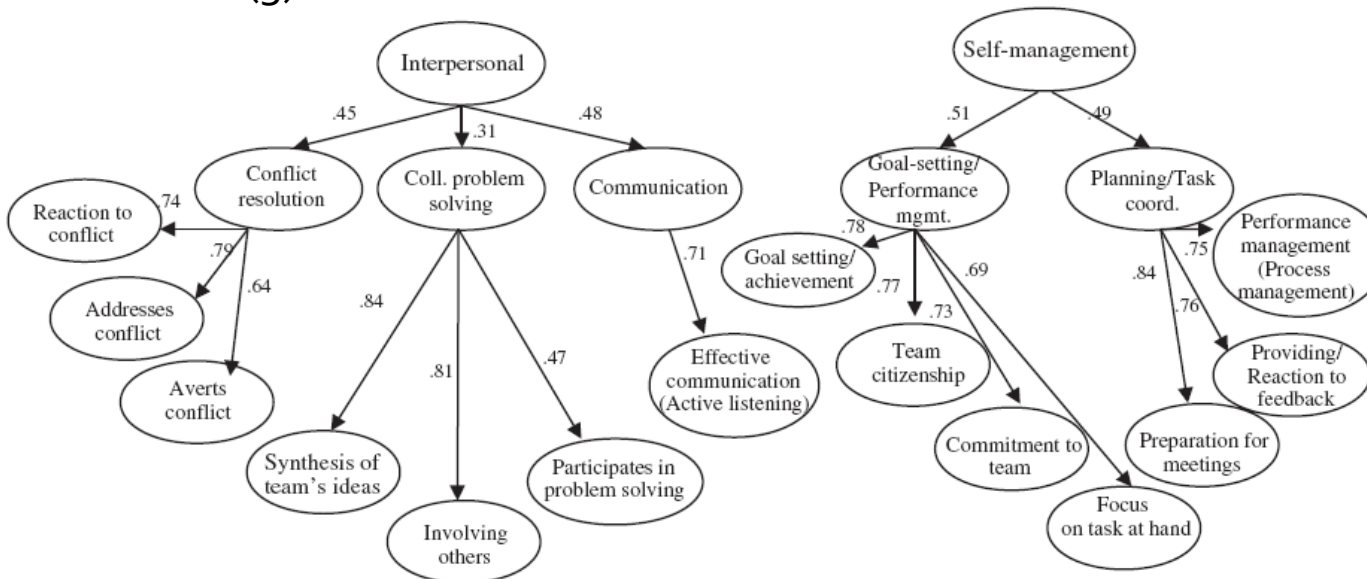 (g)
Interpersonal
Self-management
.45
.31
.48
.51
.49
Conflict
resolution
Coll. problem
solving
Communication
Goal-setting/
Performance
mgmt.
Planning/Task
coord.
Reaction to
conflict
.74
.79
.64
Addresses
conflict
Averts
conflict
.84
.81
.47
.71
Synthesis of
team's ideas
Involving
others
Participates in
problem solving
Effective
communication
(Active listening)
.78
.77
.73
.69
Goal setting/
achievement
Team
citizenship
Commitment to
team
Focus
on task at hand
.84
.76
.75
Performance
management
(Process
management)
Providing/
Reaction to
feedback
Preparation for
meetings